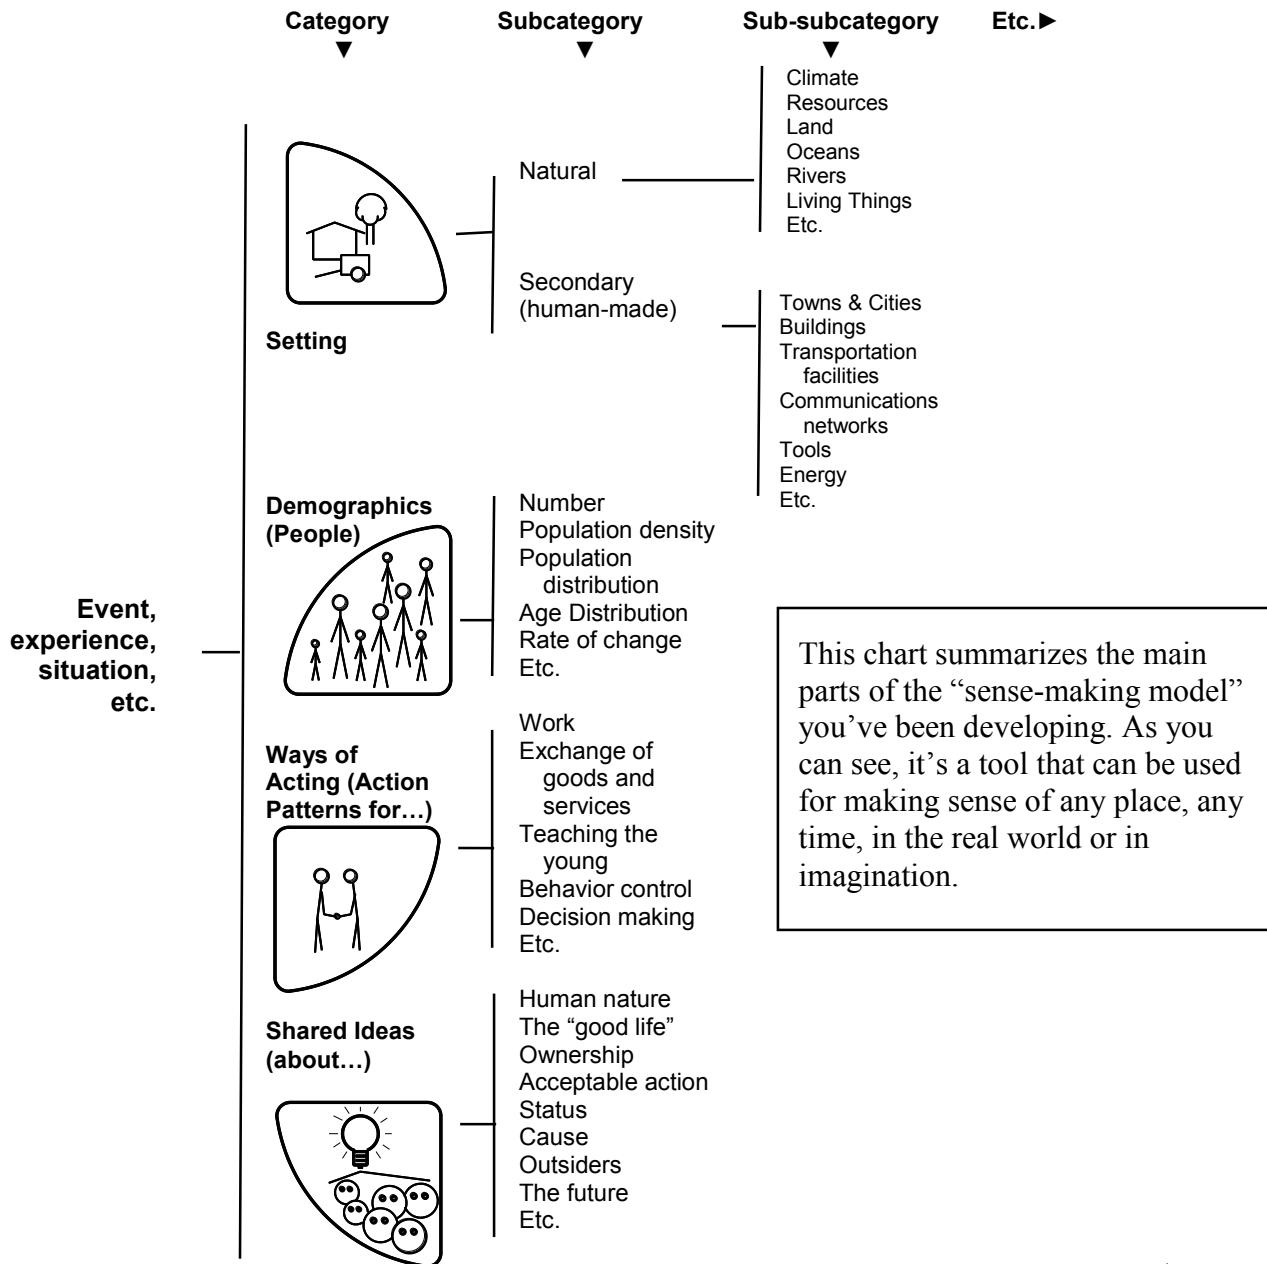 Category Subcategory Sub-subcategory Etc.►
▼ ▼ ▼
Climate
Resources
Land
Oceans
Rivers
Living Things
Etc.
Natural
Secondary
(human-made)
Setting
Towns & Cities
Buildings
Transportation
facilities
Communications
networks
Tools
Energy
Etc.
Event,
experience,
situation,
etc.
Demographics
(People)
Number
Population density
Population
distribution
Age Distribution
Rate of change
Etc.
This chart summarizes the main
parts of the “sense-making model”
you’ve been developing. As you
can see, it’s a tool that can be used
for making sense of any place, any
time, in the real world or in
imagination.
Ways of
Acting (Action
Patterns for…)
Work
Exchange of
goods and
services
Teaching the
young
Behavior control
Decision making
Etc.
Shared Ideas
(about…)
Human nature
The “good life”
Ownership
Acceptable action
Status
Cause
Outsiders
The future
Etc.